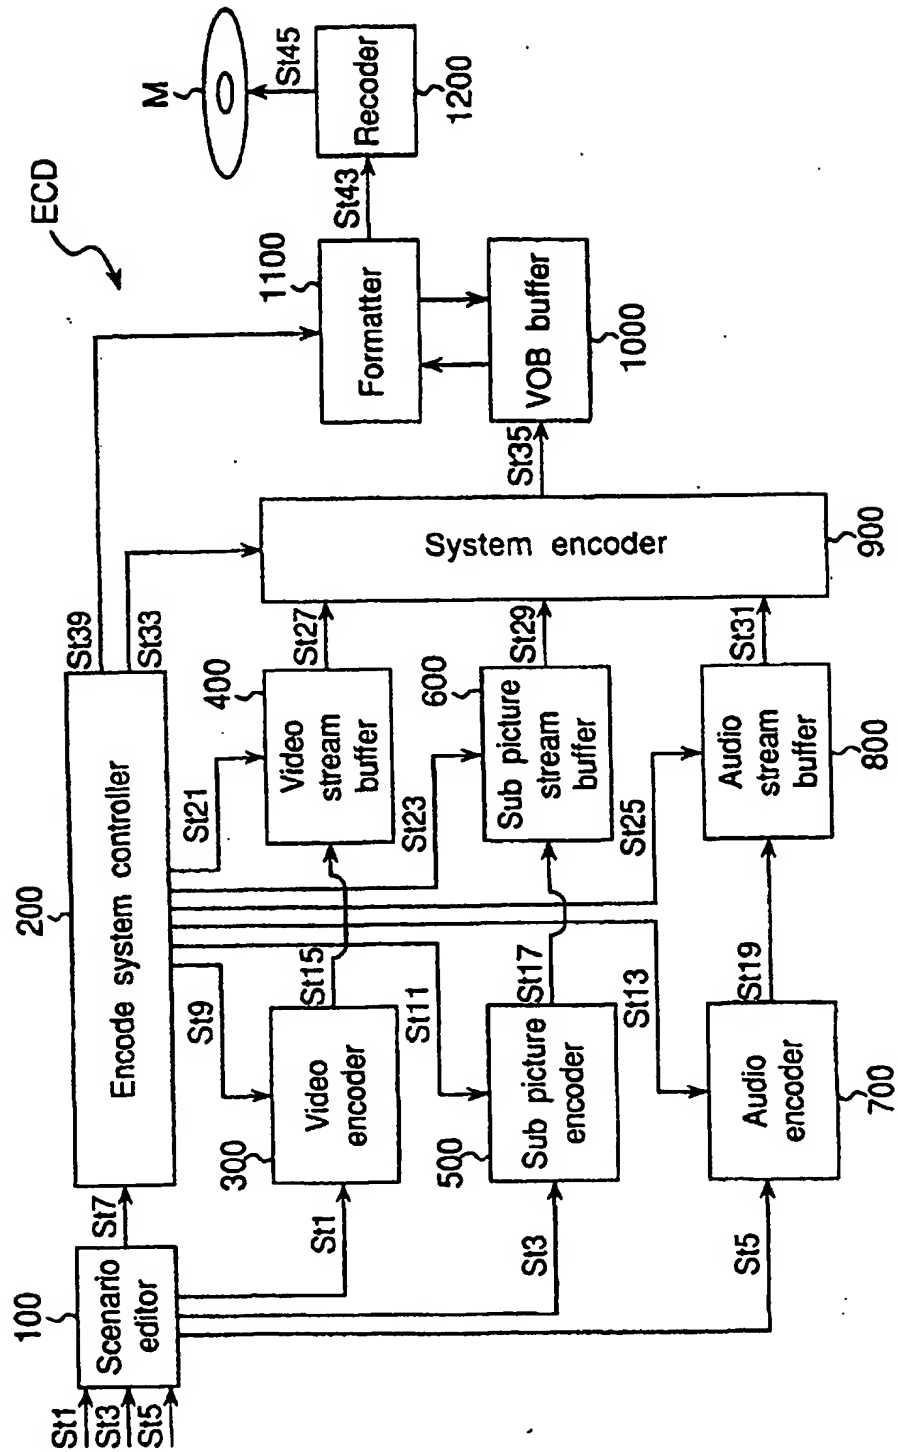 ECD
M
St45
Recoder
1200
St43
1100
Formatter
VOB buffer
1000
St35
System encoder
900
St39
St33
St27
St29
St31
400
Video
stream
buffer
600
Sub picture
stream
buffer
Audio
stream
buffer
800
St21
St23
St25
200
Encode system controller
St9
St15
St11
St17
St13
St19
Video
encoder
300
Sub picture
encoder
500
Audio
encoder
700
St7
St1
St3
St5
100
Scenario
editor
St1
St3
St5